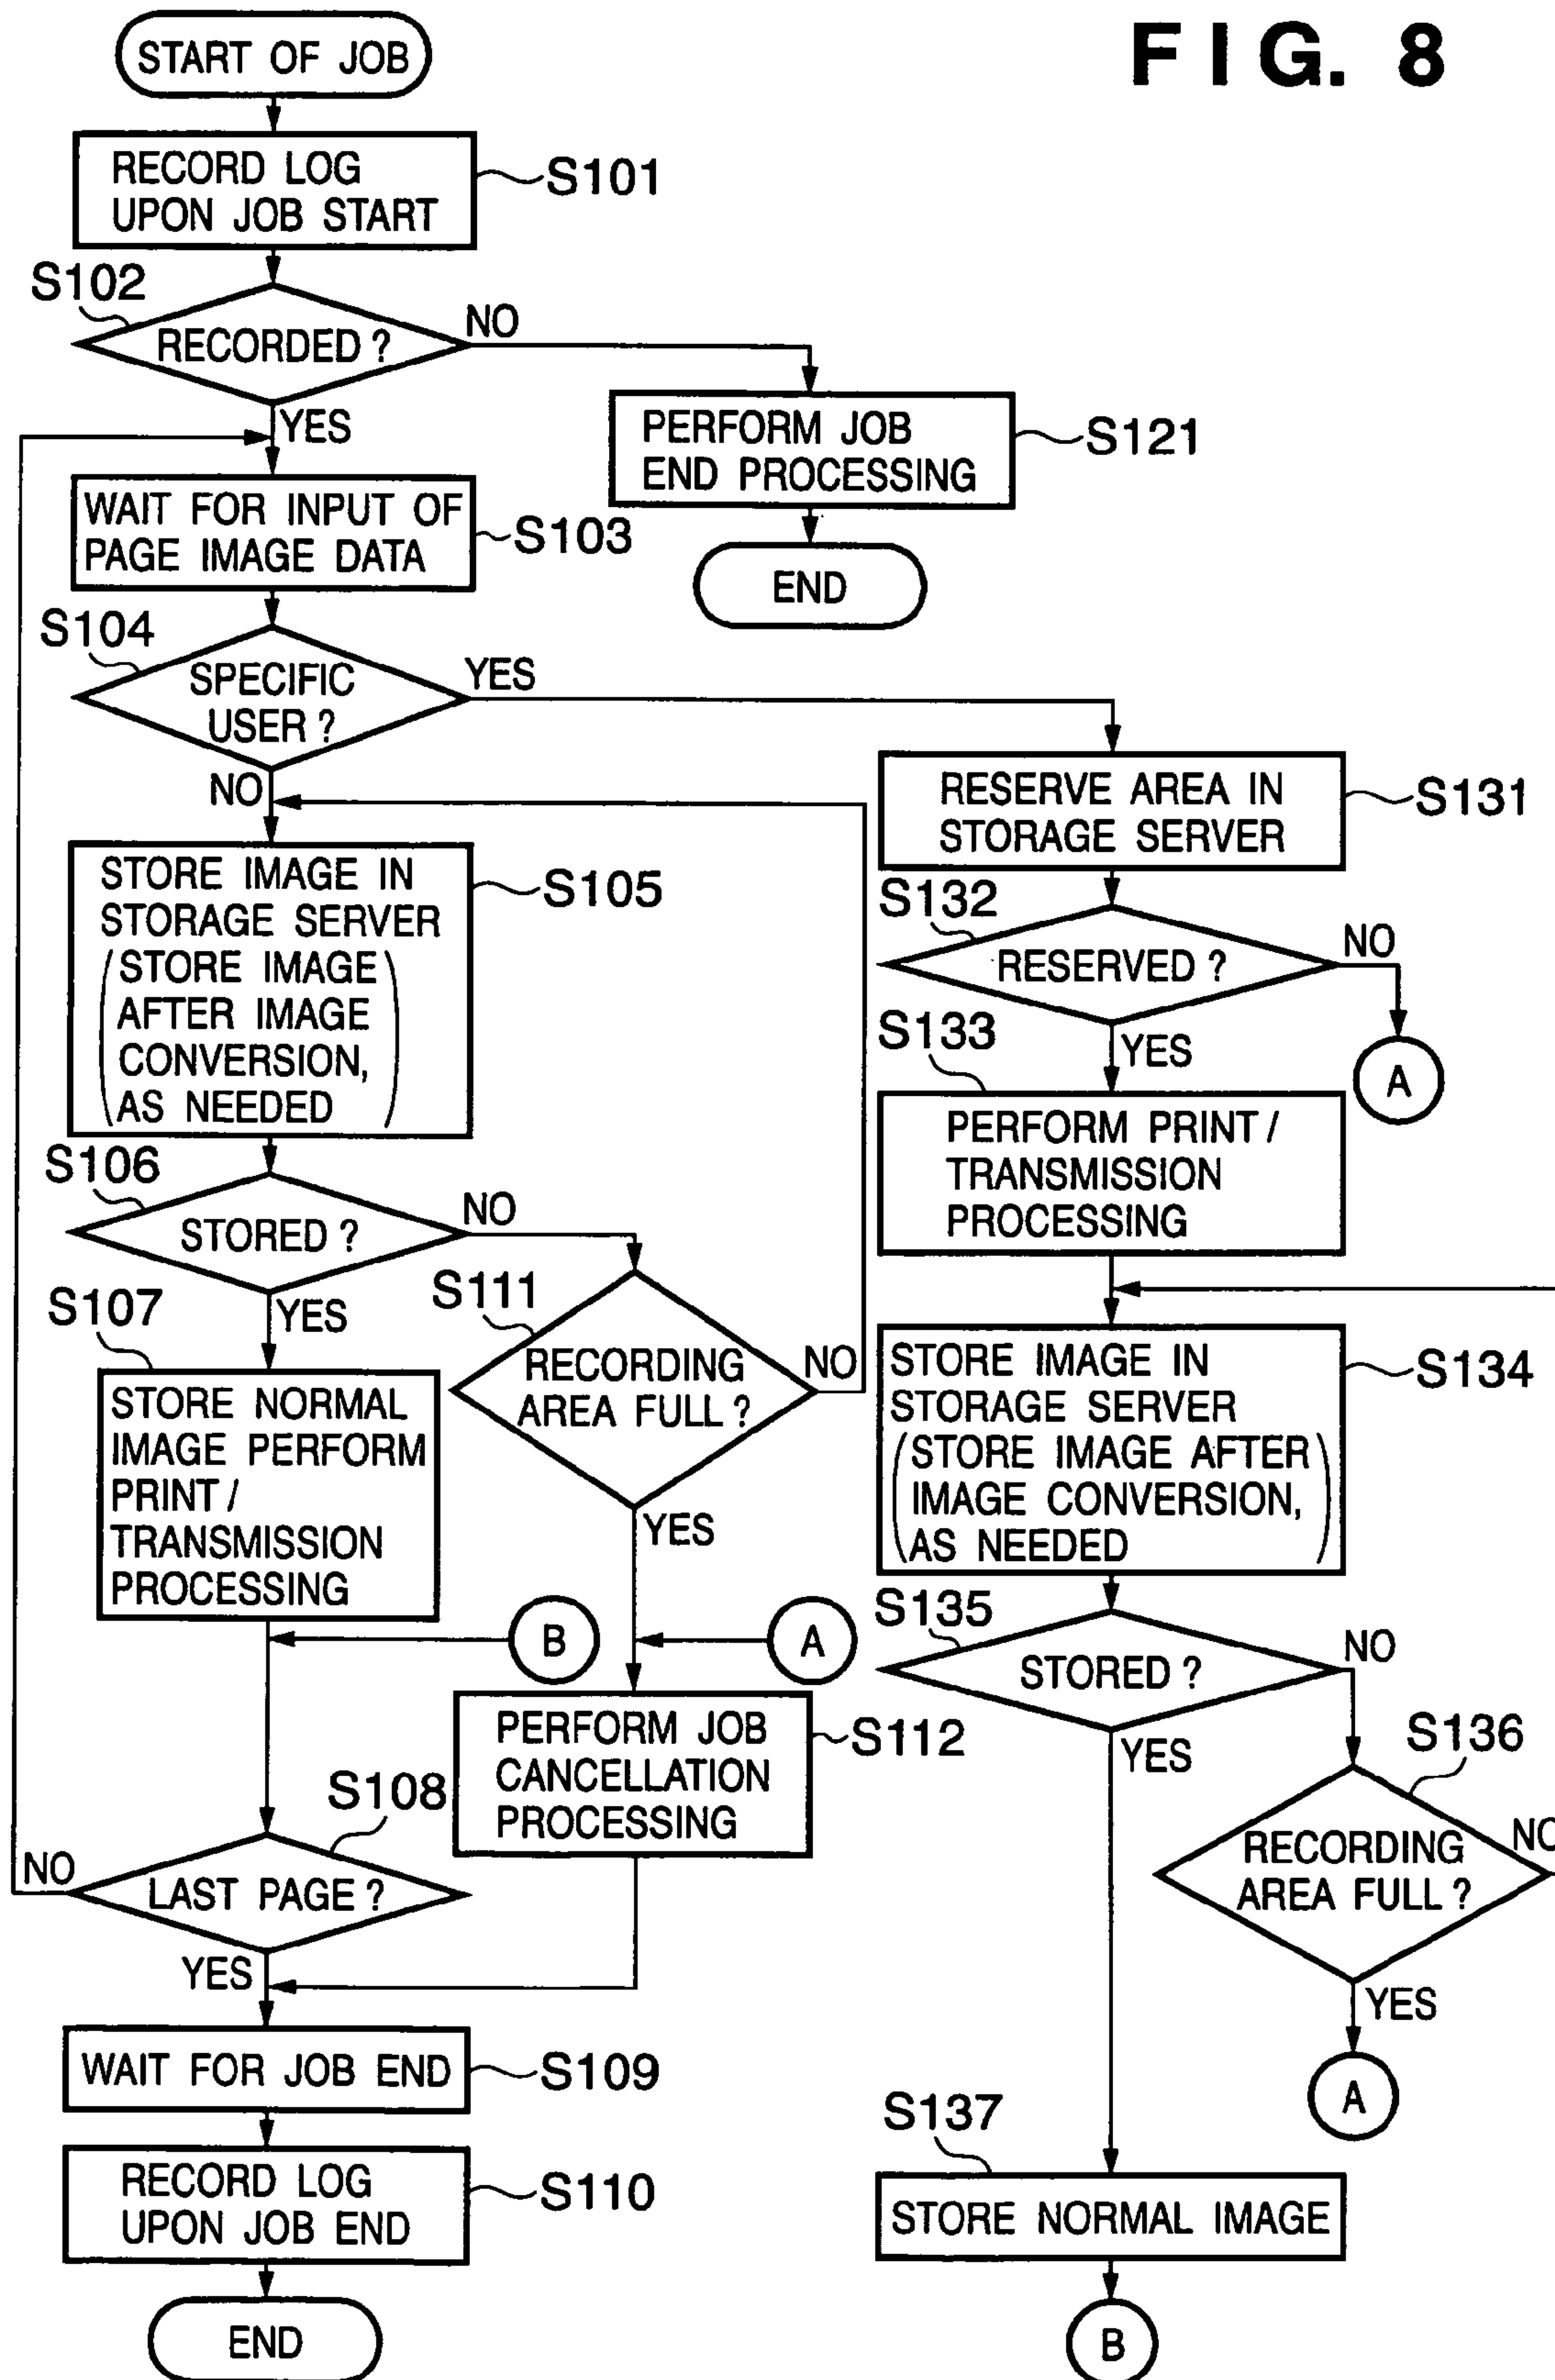 FIG. 8
START OF JOB
RECORD LOG
UPON JOB START
S101
S102
RECORDED ?
NO
YES
PERFORM JOB
END PROCESSING
S121
END
WAIT FOR INPUT OF
PAGE IMAGE DATA
S103
S104
SPECIFIC
USER ?
YES
NO
STORE IMAGE IN
STORAGE SERVER
(STORE IMAGE
AFTER IMAGE
CONVERSION,
AS NEEDED)
S105
S106
STORED ?
NO
YES
S107
STORE NORMAL
IMAGE PERFORM
PRINT /
TRANSMISSION
PROCESSING
S111
RECORDING
AREA FULL ?
NO
YES
B
A
PERFORM JOB
CANCELLATION
PROCESSING
S112
S108
LAST PAGE ?
NO
YES
WAIT FOR JOB END
S109
RECORD LOG
UPON JOB END
S110
END
RESERVE AREA IN
STORAGE SERVER
S131
S132
RESERVED ?
NO
A
YES
S133
PERFORM PRINT /
TRANSMISSION
PROCESSING
STORE IMAGE IN
STORAGE SERVER
(STORE IMAGE AFTER
IMAGE CONVERSION,
AS NEEDED)
S134
S135
STORED ?
NO
YES
S136
RECORDING
AREA FULL ?
NO
YES
A
S137
STORE NORMAL IMAGE
B